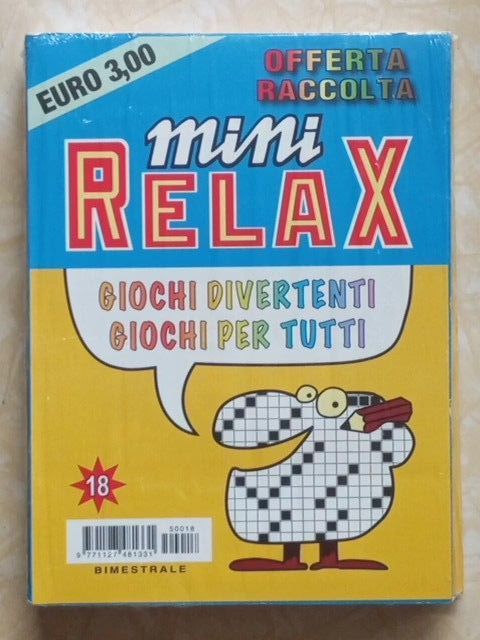 EURO 3,00
OFFERTA
RACCOLTA
mini
RELAX
GIOCHI DIVERTENTI
GIOCHI PER TUTTI
18
50018
9 771127 481331
BIMESTRALE